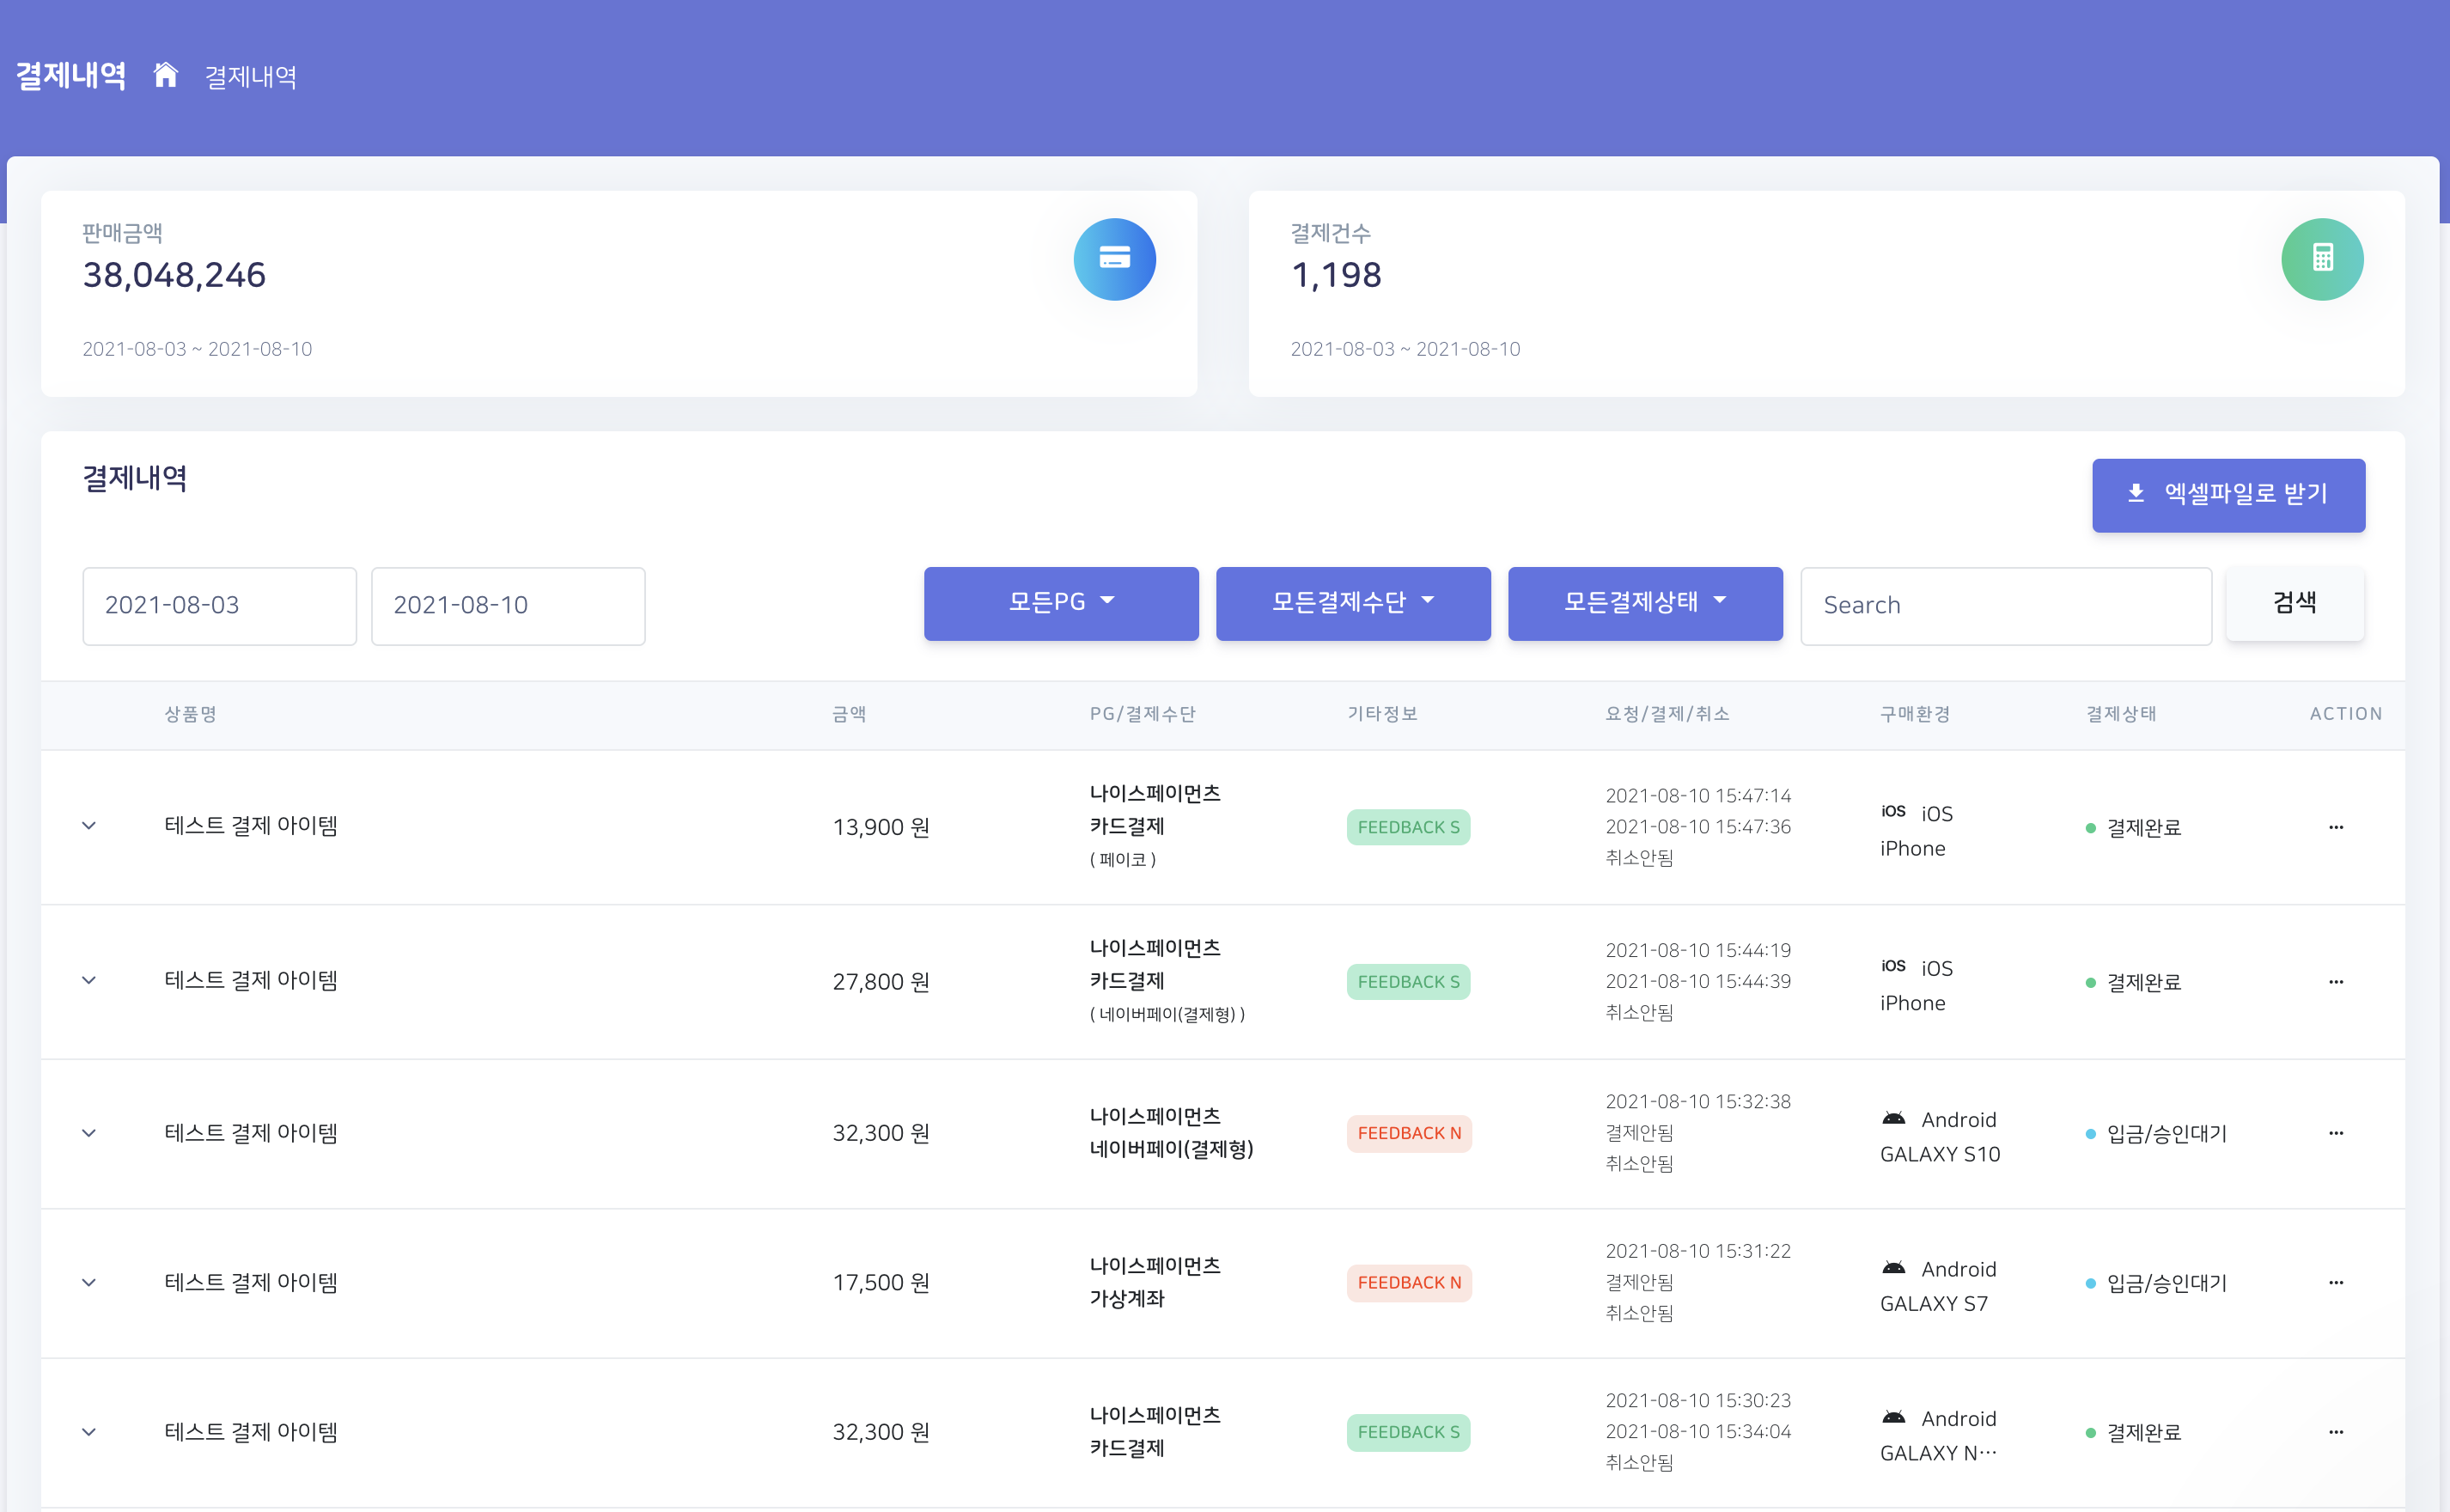 결제내역 결제내역
판매금액
38,048,246
2021-08-03 ~ 2021-08-10
결제건수
1,198
2021-08-03 ~ 2021-08-10
결제내역
엑셀파일로 받기
2021-08-03 2021-08-10 모든PG 모든결제수단 모든결제상태 Search 검색
상품명 금액 PG/결제수단 기타정보 요청/결제/취소 구매환경 결제상태 ACTION
테스트 결제 아이템
13,900 원
나이스페이먼츠
카드결제
( 페이코 )
FEEDBACK S
2021-08-10 15:47:14
2021-08-10 15:47:36
취소안됨
iOS iOS
iPhone
결제완료
테스트 결제 아이템
27,800 원
나이스페이먼츠
카드결제
( 네이버페이(결제형) )
FEEDBACK S
2021-08-10 15:44:19
2021-08-10 15:44:39
취소안됨
iOS iOS
iPhone
결제완료
테스트 결제 아이템
32,300 원
나이스페이먼츠
네이버페이(결제형)
FEEDBACK N
2021-08-10 15:32:38
결제안됨
취소안됨
Android
GALAXY S10
입금/승인대기
테스트 결제 아이템
17,500 원
나이스페이먼츠
가상계좌
FEEDBACK N
2021-08-10 15:31:22
결제안됨
취소안됨
Android
GALAXY S7
입금/승인대기
테스트 결제 아이템
32,300 원
나이스페이먼츠
카드결제
FEEDBACK S
2021-08-10 15:30:23
2021-08-10 15:34:04
취소안됨
Android
GALAXY N…
결제완료